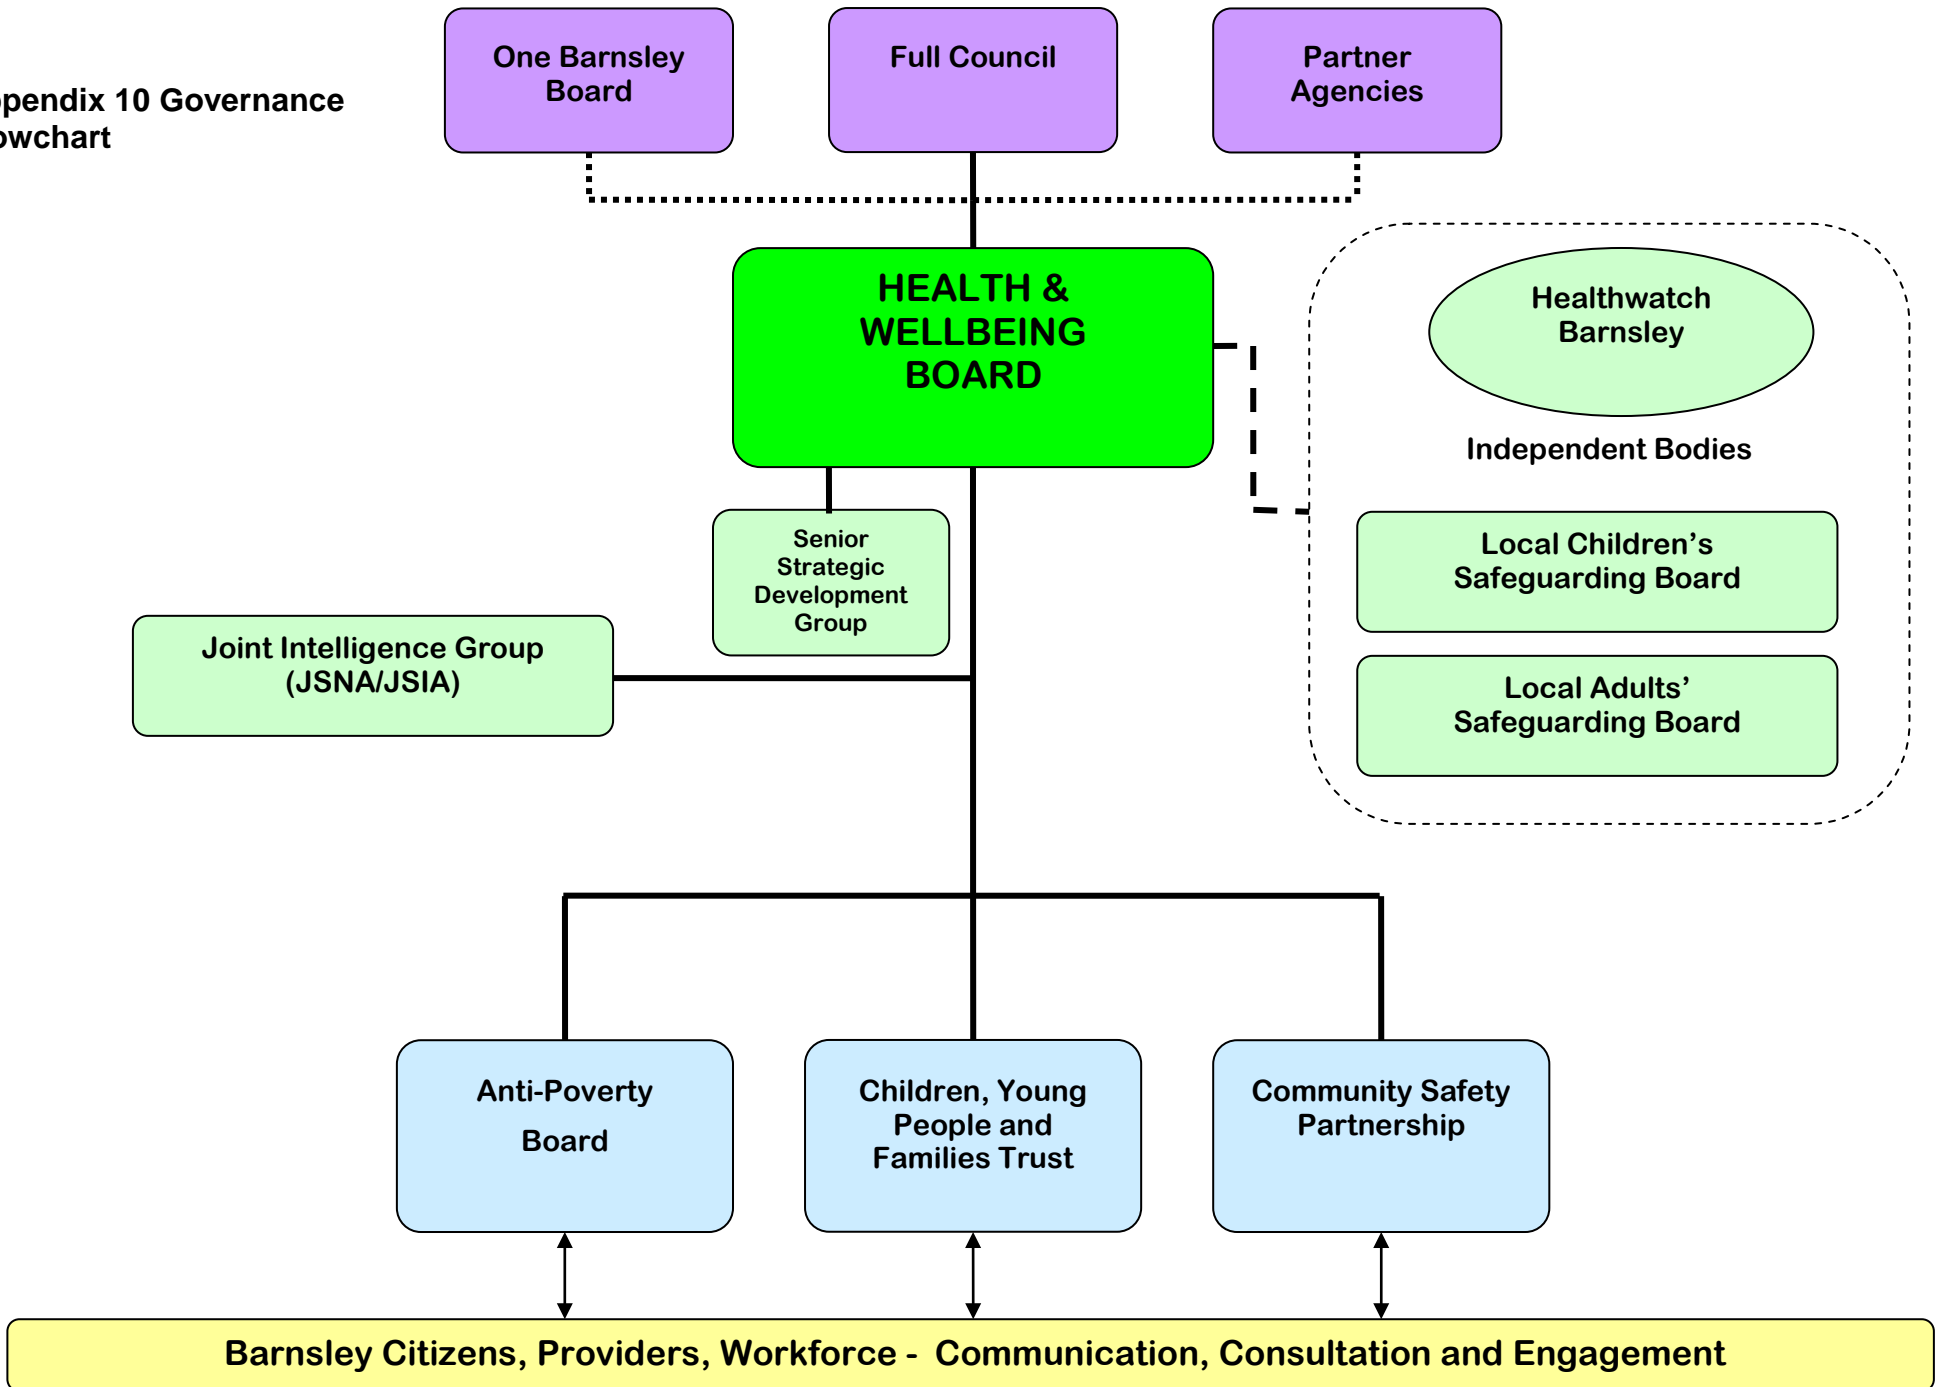 One Barnsley
Board
Full Council
Partner
Agencies
ppendix 10 Governance
owchart
HEALTH &
WELLBEING
BOARD
Healthwatch
Barnsley
Independent Bodies
Local Children’s
Safeguarding Board
Local Adults’
Safeguarding Board
Senior
Strategic
Development
Group
Joint Intelligence Group
(JSNA/JSIA)
Anti-Poverty
Board
Children, Young
People and
Families Trust
Community Safety
Partnership
Barnsley Citizens, Providers, Workforce - Communication, Consultation and Engagement